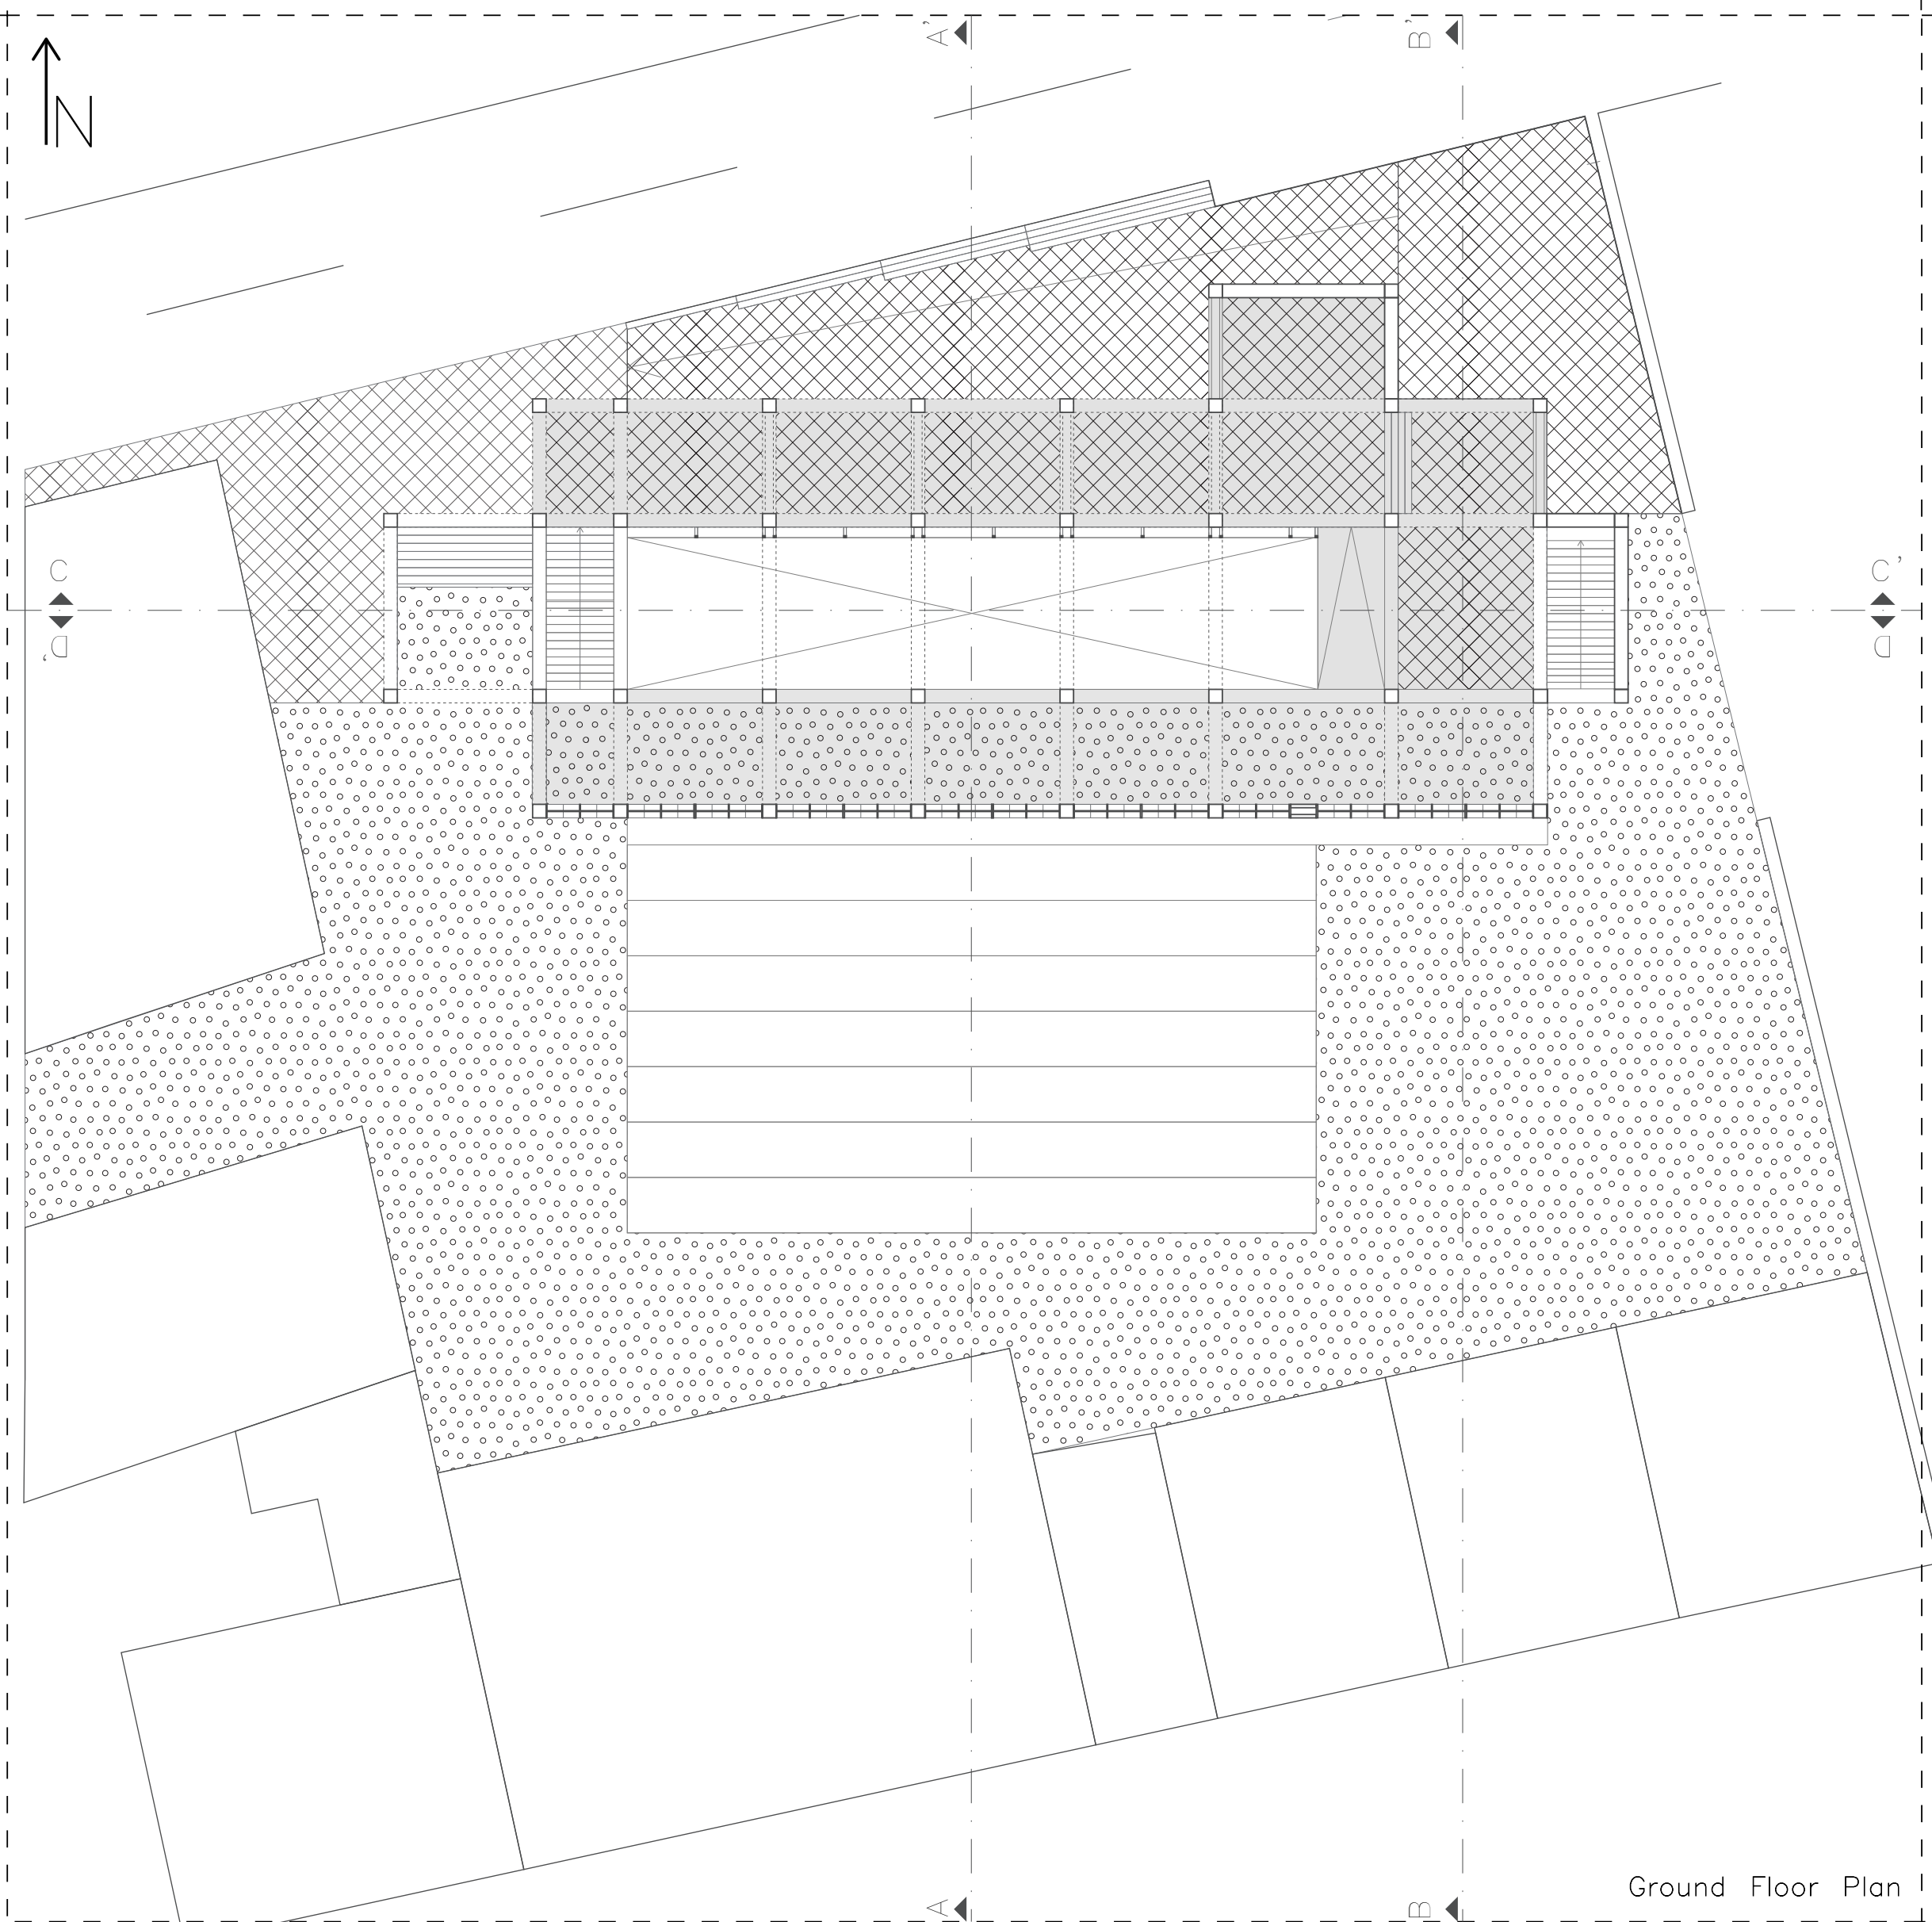 A' B'
N
C C'
D' D
A B
Ground Floor Plan